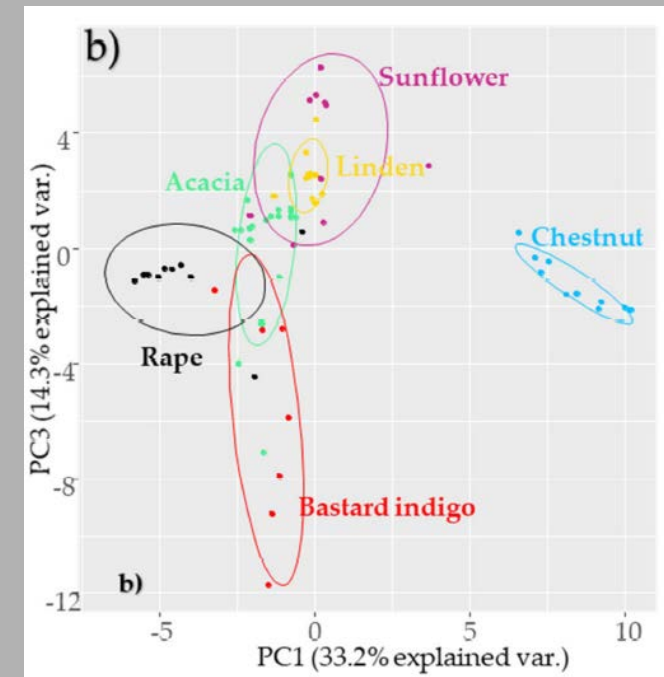 b)
Sunflower
Acacia
Linden
Chestnut
Rape
Bastard indigo
b)
4
0
-4
-8
-12
PC3 (14.3% explained var.)
-5
0
5
10
PC1 (33.2% explained var.)